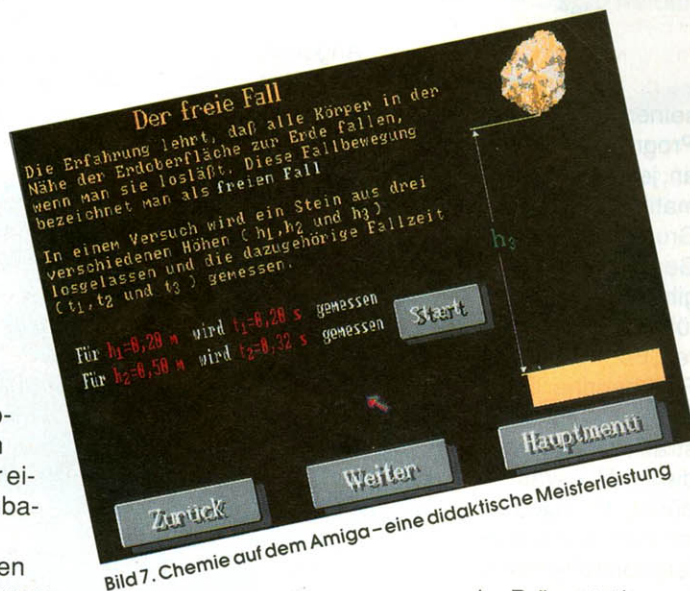 Der freie Fall
Die Erfahrung lehrt, daß alle Körper in der
Nähe der Erdoberfläche zur Erde fallen,
wenn man sie losläßt. Diese Fallbewegung
bezeichnet man als freien Fall
In einem Versuch wird ein Stein aus drei
verschiedenen Höhen (h1,h2 und h3)
losgelassen und die dazugehörige Fallzeit
(t1,t2 und t3) gemessen.
Für h1=0,20 m wird t1=0,20 s gemessen
Für h2=0,50 m wird t2=0,32 s gemessen
Start
h3
Zurück
Weiter
Hauptmenü
Bild 7. Chemie auf dem Amiga – eine didaktische Meisterleistung